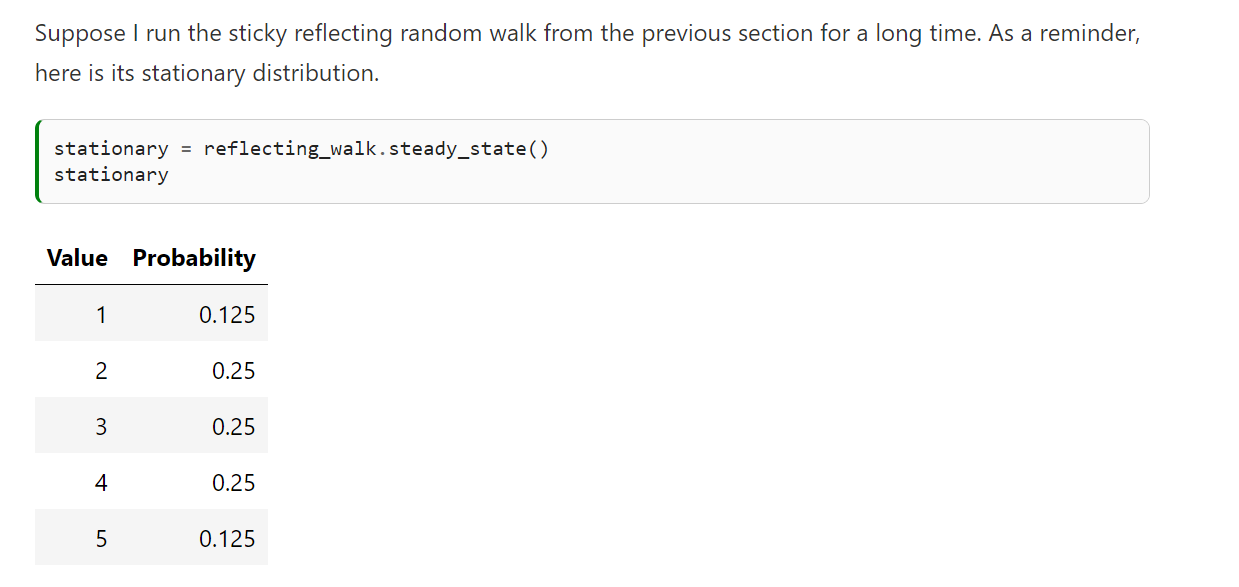 Suppose I run the sticky reflecting random walk from the previous section for a long time. As a reminder,
here is its stationary distribution.
stationary = reflecting_walk.steady_state()
stationary
Value Probability
1 0.125
2 0.25
3 0.25
4 0.25
5 0.125